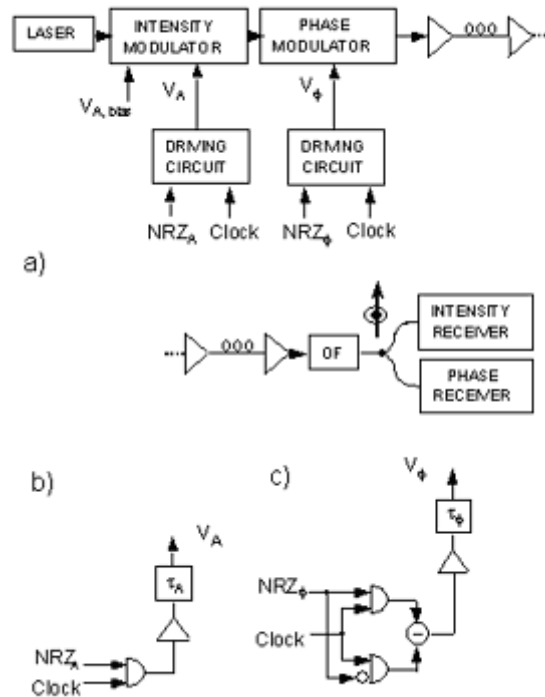 LASER
INTENSITY
MODULATOR
PHASE
MODULATOR
V_A, bias
V_A
V_ϕ
DRIVING
CIRCUIT
DRIVING
CIRCUIT
NRZ_A
Clock
NRZ_ϕ
Clock
a)
OF
INTENSITY
RECEIVER
PHASE
RECEIVER
b)
V_A
τ_A
NRZ_A
Clock
c)
V_ϕ
τ_ϕ
NRZ_ϕ
Clock